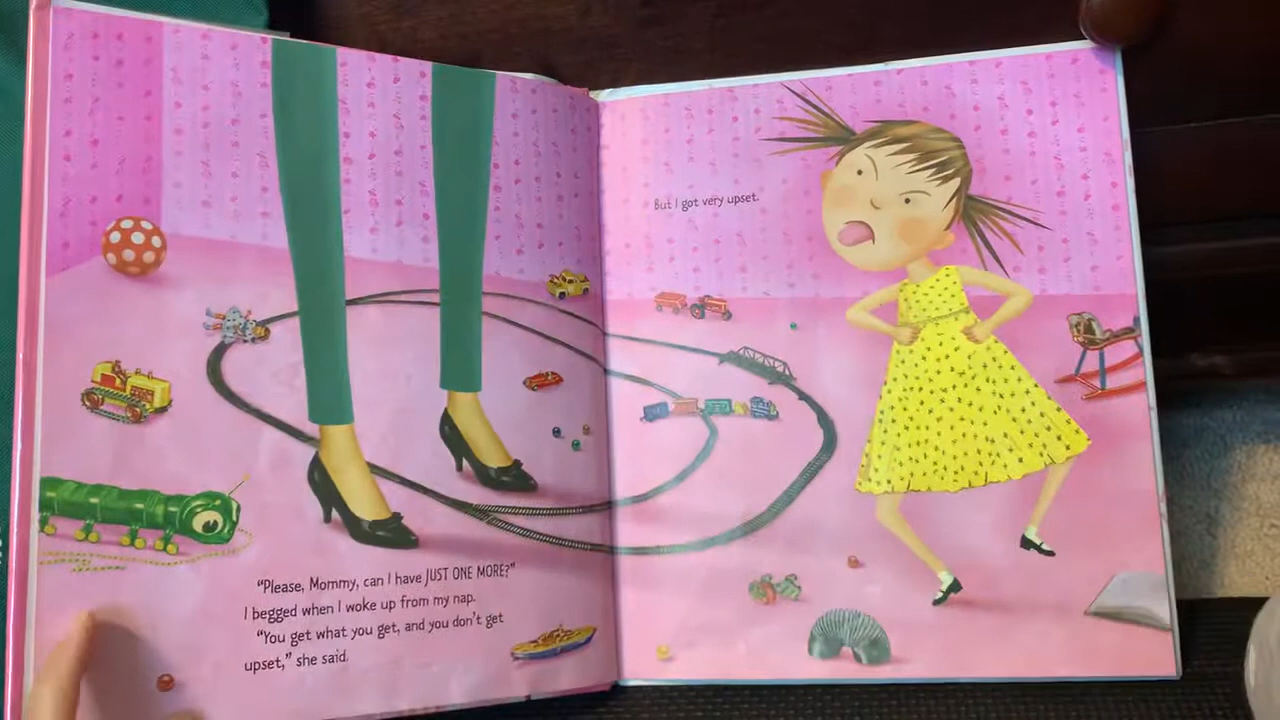 “Please, Mommy, can I have JUST ONE MORE?”
I begged when I woke up from my nap.
“You get what you get, and you don’t get
upset,” she said.
But I got very upset.